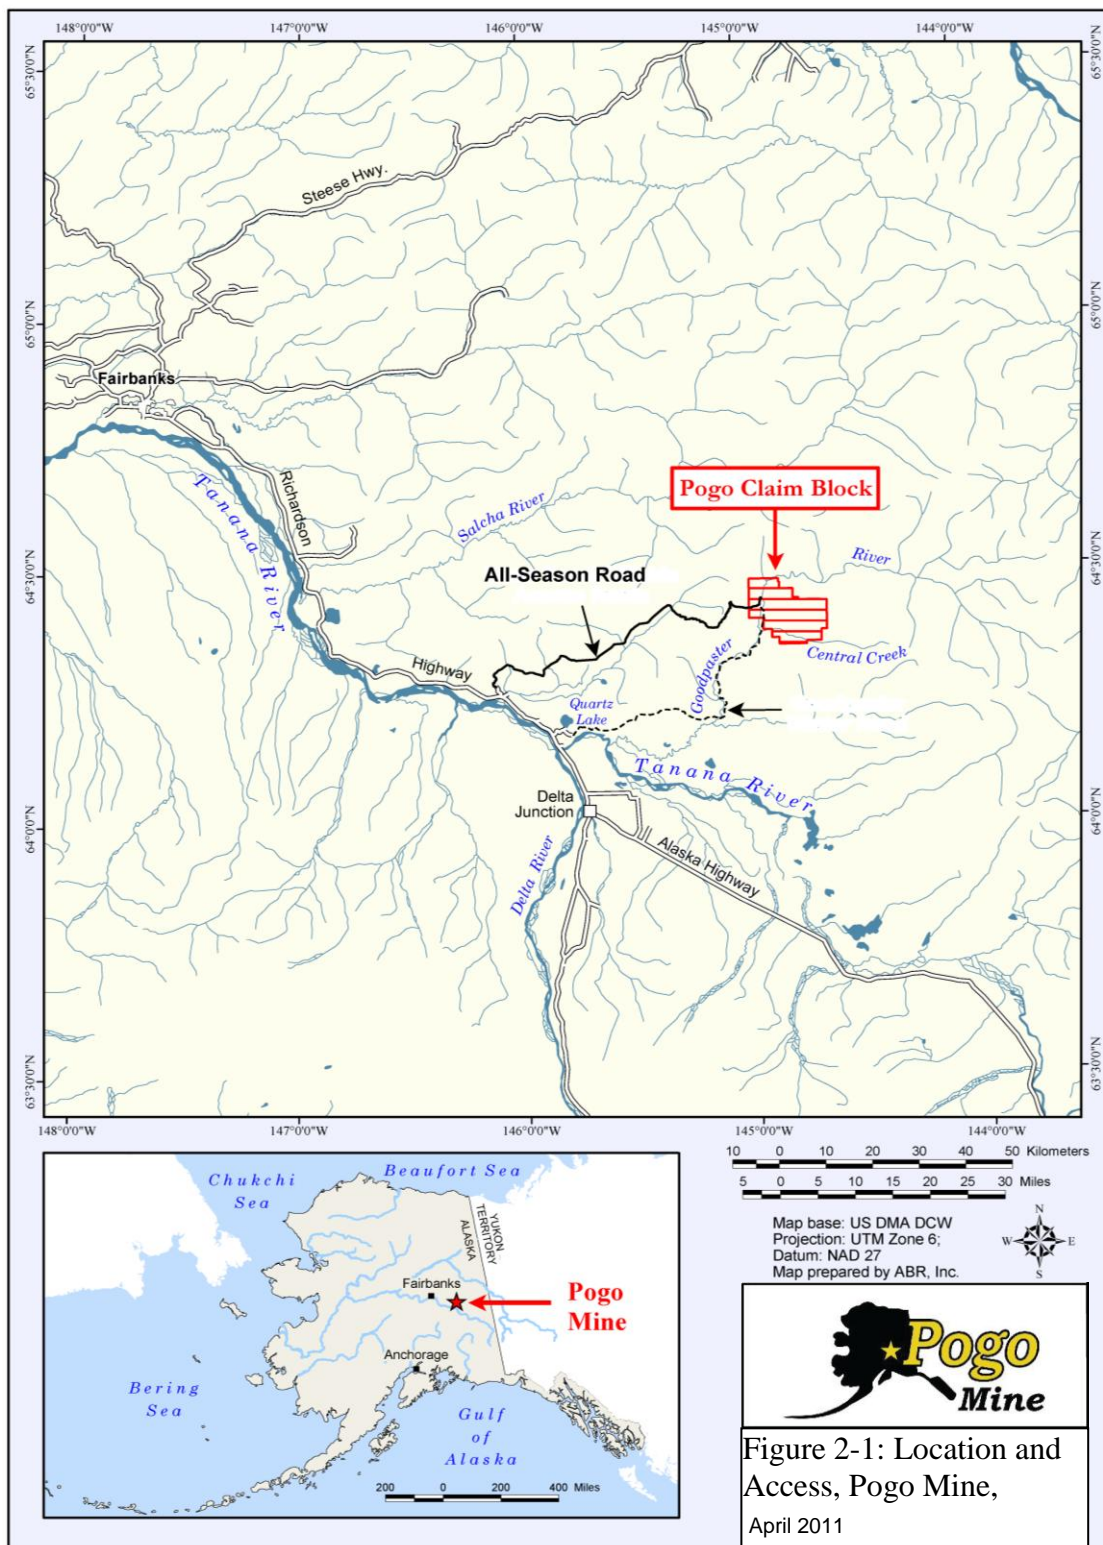 148°0'0"W
147°0'0"W
146°0'0"W
145°0'0"W
144°0'0"W
65°30'0"N
65°30'0"N
Steese Hwy.
65°0'0"N
65°0'0"N
Fairbanks
Richardson
Tanana River
Salcha River
Pogo Claim Block
River
64°30'0"N
64°30'0"N
All-Season Road
Goodpaster
Central Creek
Highway
Quartz
Lake
Tanana River
Delta
Junction
64°0'0"N
64°0'0"N
Alaska Highway
Delta River
63°30'0"N
63°30'0"N
148°0'0"W
147°0'0"W
146°0'0"W
145°0'0"W
144°0'0"W
10 0 10 20 30 40 50 Kilometers
5 0 5 10 15 20 25 30 Miles
Map base: US DMA DCW
Projection: UTM Zone 6;
Datum: NAD 27
Map prepared by ABR, Inc.
N
W
E
S
Chukchi
Sea
Beaufort Sea
YUKON
TERRITORY
ALASKA
Fairbanks
Pogo
Mine
Anchorage
Bering
Sea
Gulf
of
Alaska
200 0 200 400 Miles
Pogo
Mine
Figure 2-1: Location and
Access, Pogo Mine,
April 2011